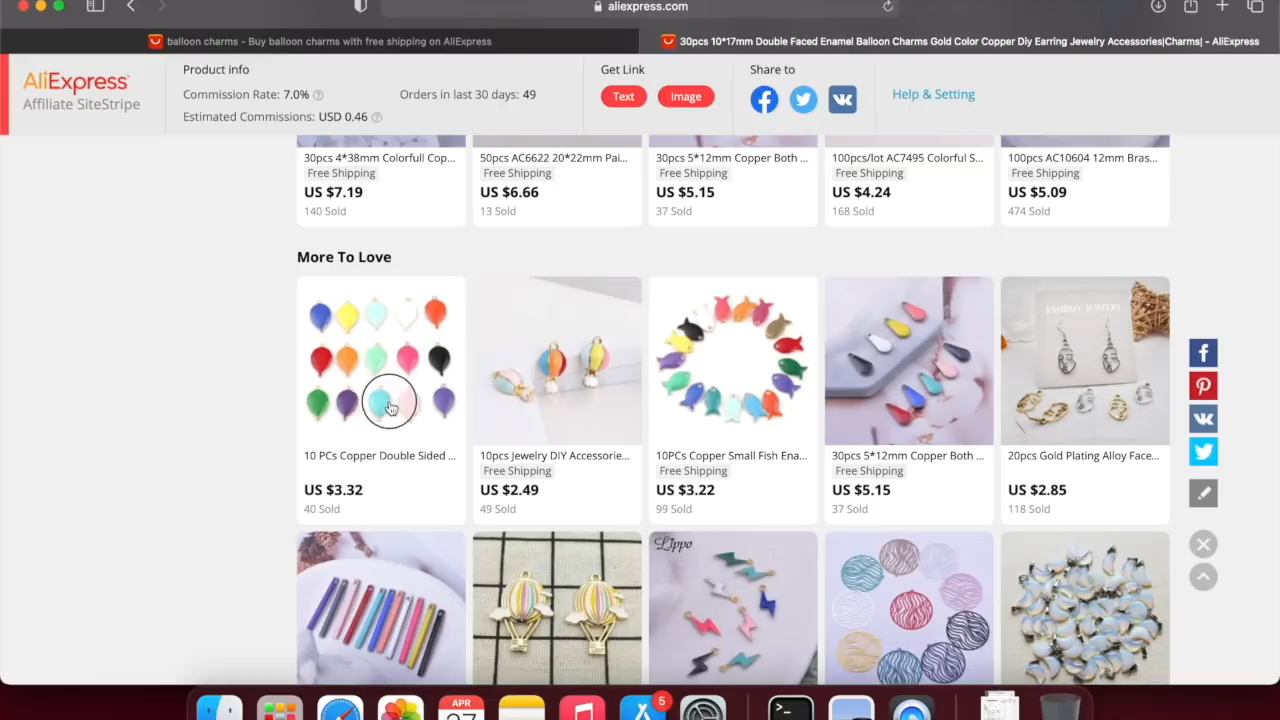 aliexpress.com
balloon charms - Buy balloon charms with free shipping on AliExpress
30pcs 10*17mm Double Faced Enamel Balloon Charms Gold Color Copper Diy Earring Jewelry Accessories|Charms| - AliExpress
AliExpress
Affiliate SiteStripe
Product info
Commission Rate: 7.0%
Orders in last 30 days: 49
Estimated Commissions: USD 0.46
Get Link
Text
Image
Share to
Help & Setting
30pcs 4*38mm Colorfull Cop...
Free Shipping
US $7.19
140 Sold
50pcs AC6622 20*22mm Pai...
Free Shipping
US $6.66
13 Sold
30pcs 5*12mm Copper Both ...
Free Shipping
US $5.15
37 Sold
100pcs/lot AC7495 Colorful S...
Free Shipping
US $4.24
168 Sold
100pcs AC10604 12mm Bras...
Free Shipping
US $5.09
474 Sold
More To Love
FASHION JEWELRY
10 PCs Copper Double Sided ...
US $3.32
40 Sold
10pcs Jewelry DIY Accessorie...
Free Shipping
US $2.49
49 Sold
10PCs Copper Small Fish Ena...
Free Shipping
US $3.22
99 Sold
30pcs 5*12mm Copper Both ...
Free Shipping
US $5.15
37 Sold
20pcs Gold Plating Alloy Face...
US $2.85
118 Sold
Lippo
APR
27
5